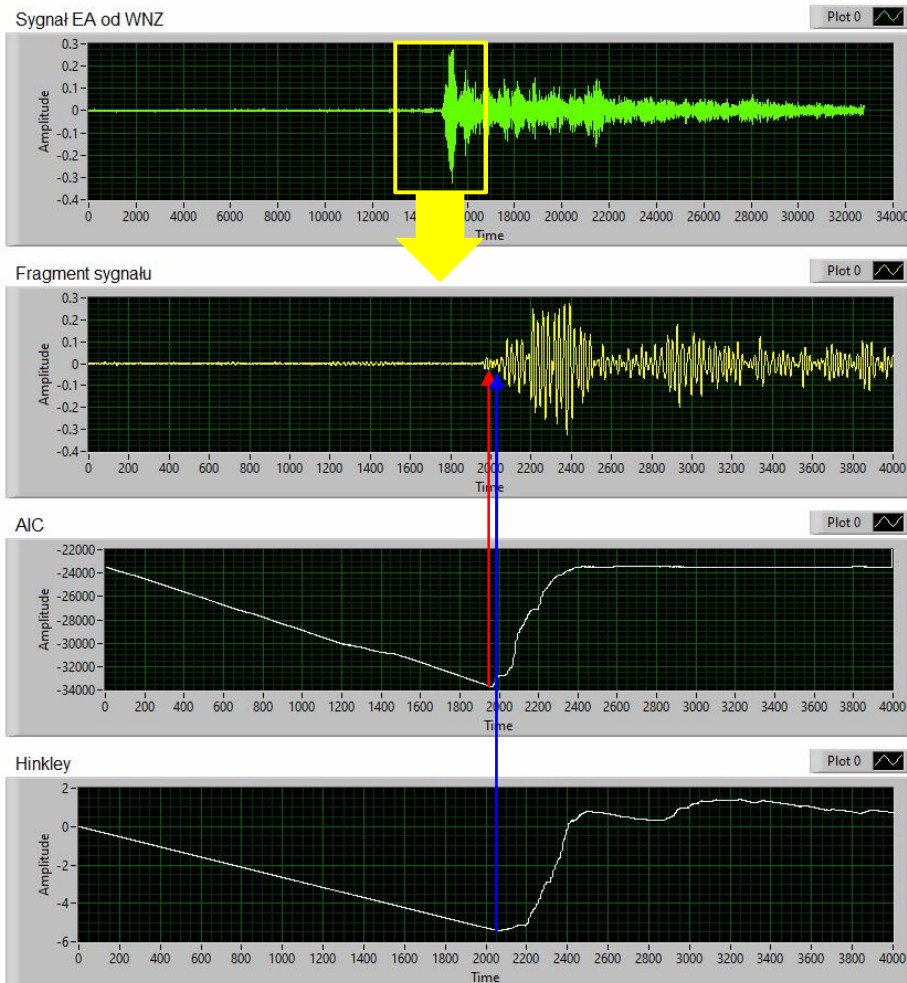 Sygnał EA od WNZ
Plot 0
Amplitude
0.3
0.2
0.1
0
-0.1
-0.2
-0.3
-0.4
0 2000 4000 6000 8000 10000 12000 14 6000 18000 20000 22000 24000 26000 28000 30000 32000 34000
Time
Fragment sygnału
Plot 0
Amplitude
0.3
0.2
0.1
0
-0.1
-0.2
-0.3
-0.4
0 200 400 600 800 1000 1200 1400 1600 1800 2000 2200 2400 2600 2800 3000 3200 3400 3600 3800 4000
Time
AIC
Plot 0
Amplitude
-22000
-24000
-26000
-28000
-30000
-32000
-34000
0 200 400 600 800 1000 1200 1400 1600 1800 2000 2200 2400 2600 2800 3000 3200 3400 3600 3800 4000
Time
Hinkley
Plot 0
Amplitude
2
0
-2
-4
-6
0 200 400 600 800 1000 1200 1400 1600 1800 2000 2200 2400 2600 2800 3000 3200 3400 3600 3800 4000
Time